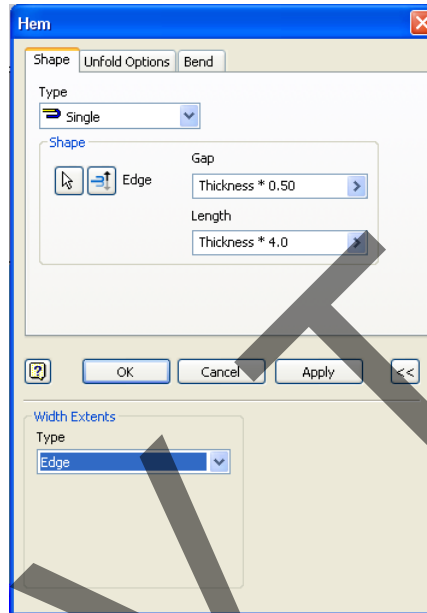 Hem
Shape Unfold Options Bend
Type
Single
Shape
Edge
Gap
Thickness * 0.50
Length
Thickness * 4.0
OK Cancel Apply <<
Width Extents
Type
Edge